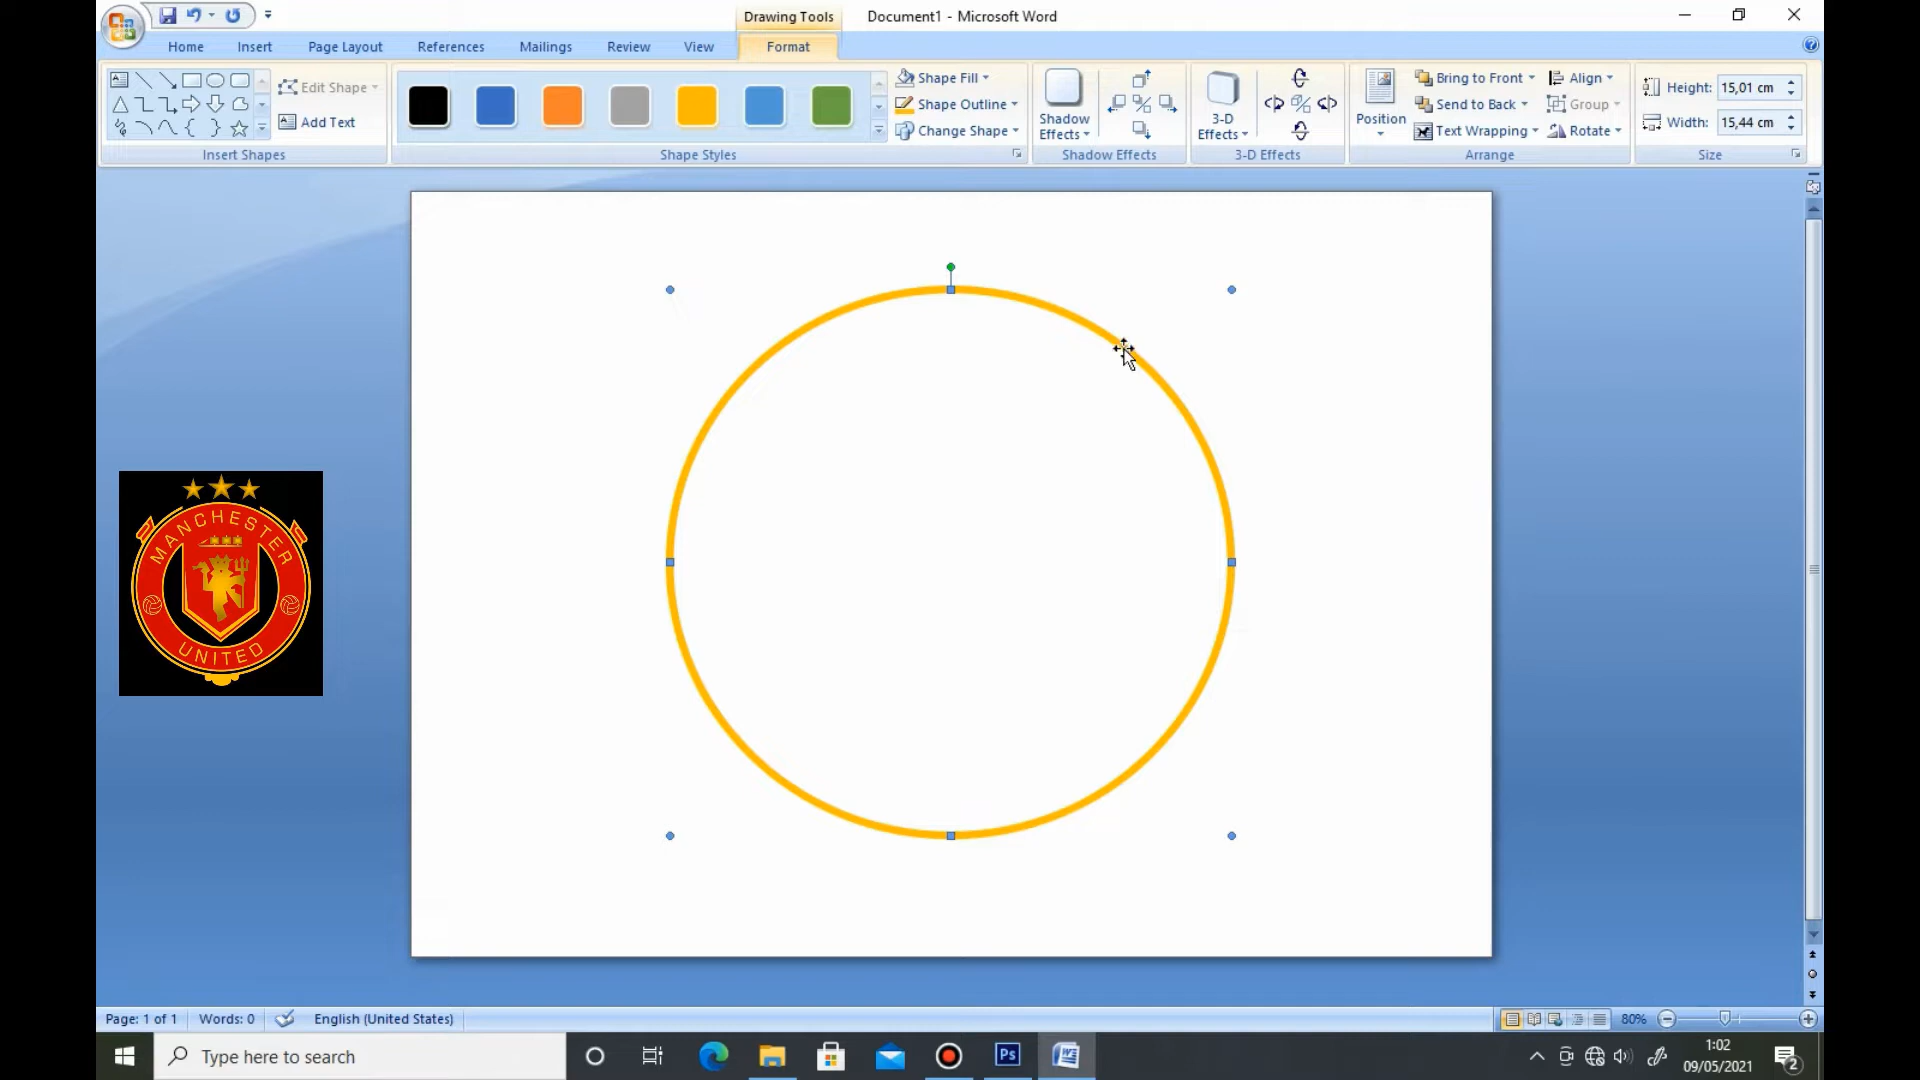 Drawing Tools
Document1 - Microsoft Word
Home Insert Page Layout References Mailings Review View Format
Edit Shape
Add Text
Insert Shapes
Shape Fill
Shape Outline
Change Shape
Shape Styles
Shadow Effects
Shadow Effects
3-D Effects
3-D Effects
Position
Bring to Front
Send to Back
Text Wrapping
Align
Group
Rotate
Arrange
Height: 15,01 cm
Width: 15,44 cm
Size
MANCHESTER
UNITED
Page: 1 of 1 Words: 0 English (United States) 80%
Type here to search
Ps
1:02
09/05/2021
2